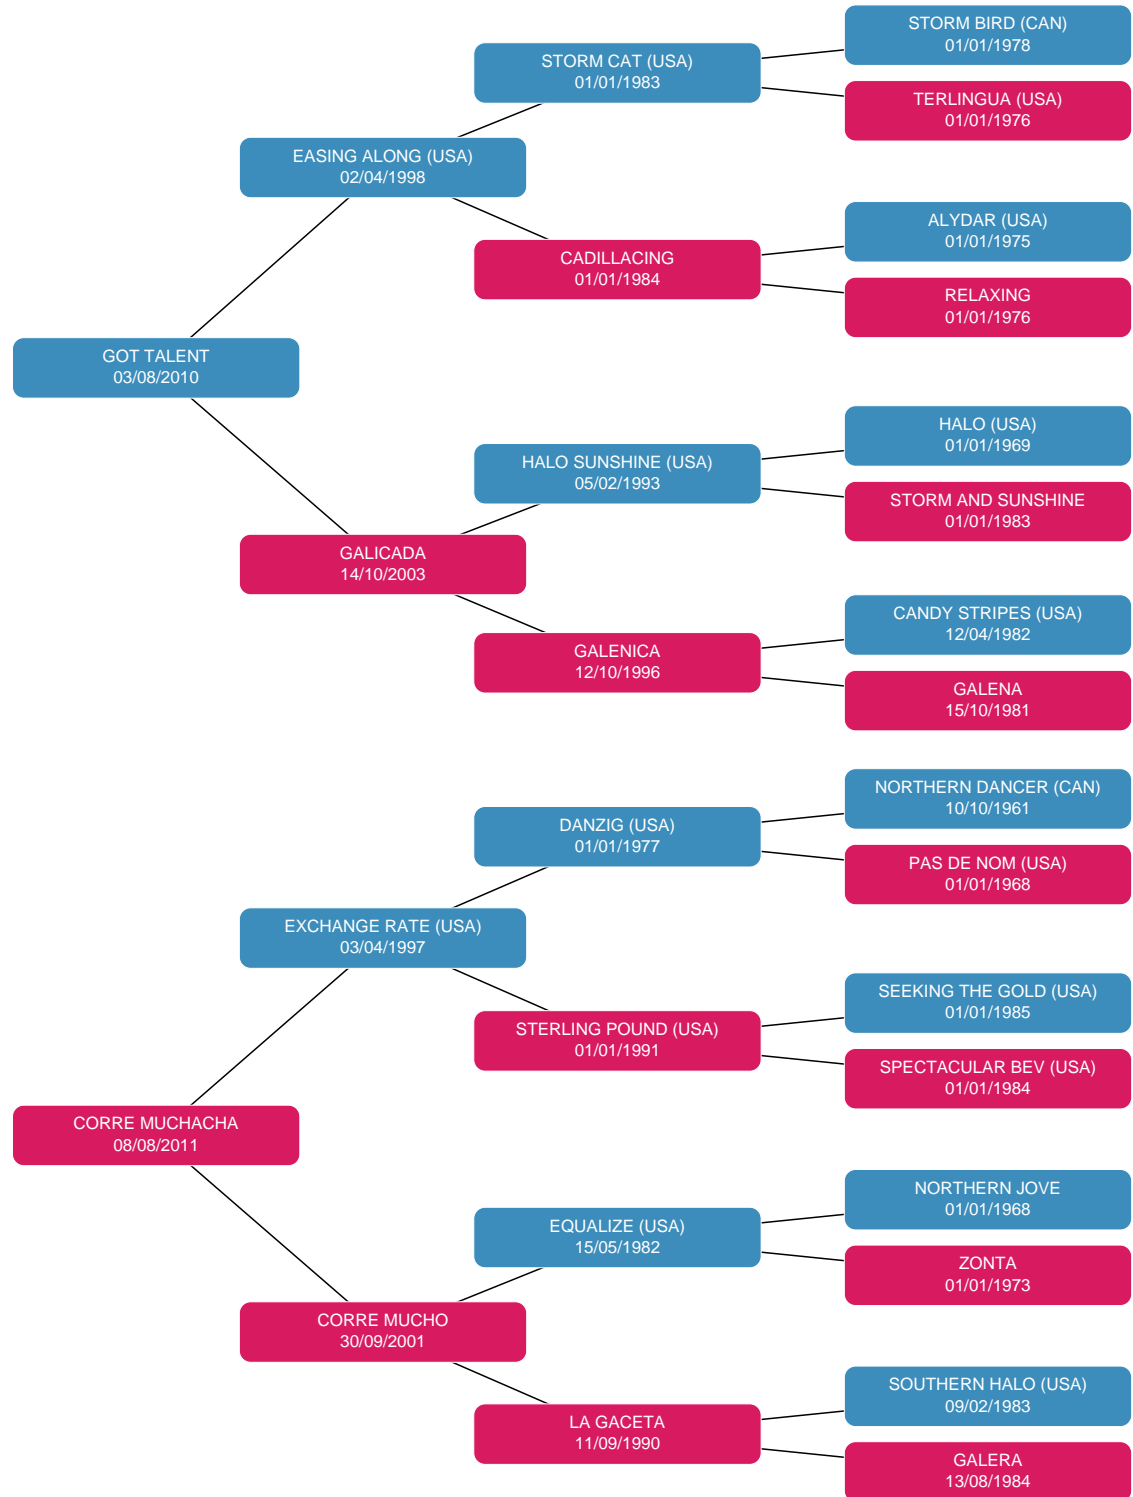 STORM BIRD (CAN)
01/01/1978
STORM CAT (USA)
01/01/1983
TERLINGUA (USA)
01/01/1976
EASING ALONG (USA)
02/04/1998
ALYDAR (USA)
01/01/1975
CADILLACING
01/01/1984
RELAXING
01/01/1976
GOT TALENT
03/08/2010
HALO (USA)
01/01/1969
HALO SUNSHINE (USA)
05/02/1993
STORM AND SUNSHINE
01/01/1983
GALICADA
14/10/2003
CANDY STRIPES (USA)
12/04/1982
GALENICA
12/10/1996
GALENA
15/10/1981
NORTHERN DANCER (CAN)
10/10/1961
DANZIG (USA)
01/01/1977
PAS DE NOM (USA)
01/01/1968
EXCHANGE RATE (USA)
03/04/1997
SEEKING THE GOLD (USA)
01/01/1985
STERLING POUND (USA)
01/01/1991
SPECTACULAR BEV (USA)
01/01/1984
CORRE MUCHACHA
08/08/2011
NORTHERN JOVE
01/01/1968
EQUALIZE (USA)
15/05/1982
ZONTA
01/01/1973
CORRE MUCHO
30/09/2001
SOUTHERN HALO (USA)
09/02/1983
LA GACETA
11/09/1990
GALERA
13/08/1984